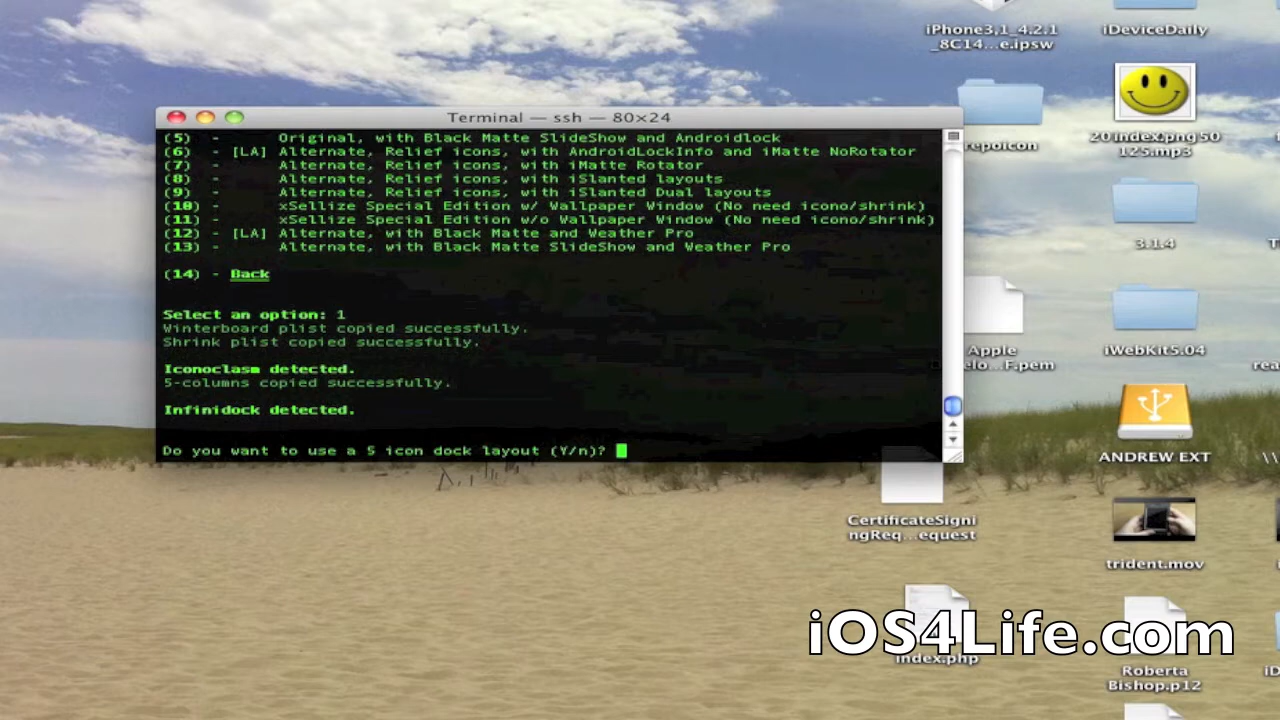 iPhone3,1_4.2.1
_8C14...e.ipsw
iDeviceDaily
Terminal — ssh — 80×24
(5) - Original, with Black Matte SlideShow and Androidlock
(6) - [LA] Alternate, Relief icons, with AndroidLockInfo and iMatte NoRotator
(7) - Alternate, Relief icons, with iMatte Rotator
(8) - Alternate, Relief icons, with iSlanted layouts
(9) - Alternate, Relief icons, with iSlanted Dual layouts
(10) - xSellize Special Edition w/ Wallpaper Window (No need icono/shrink)
(11) - xSellize Special Edition w/o Wallpaper Window (No need icono/shrink)
(12) - [LA] Alternate, with Black Matte and Weather Pro
(13) - Alternate, with Black Matte SlideShow and Weather Pro
(14) - Back
Select an option: 1
Winterboard plist copied successfully.
Shrink plist copied successfully.
Iconoclasm detected.
5-columns copied successfully.
Infinidock detected.
Do you want to use a 5 icon dock layout (Y/n)?
repoicon
3.1.4
Apple
...F.pem
iWebKit5.04
ANDREW EXT
CertificateSigni
ngReq...equest
trident.mov
index.php
Roberta
Bishop.p12
iOS4Life.com